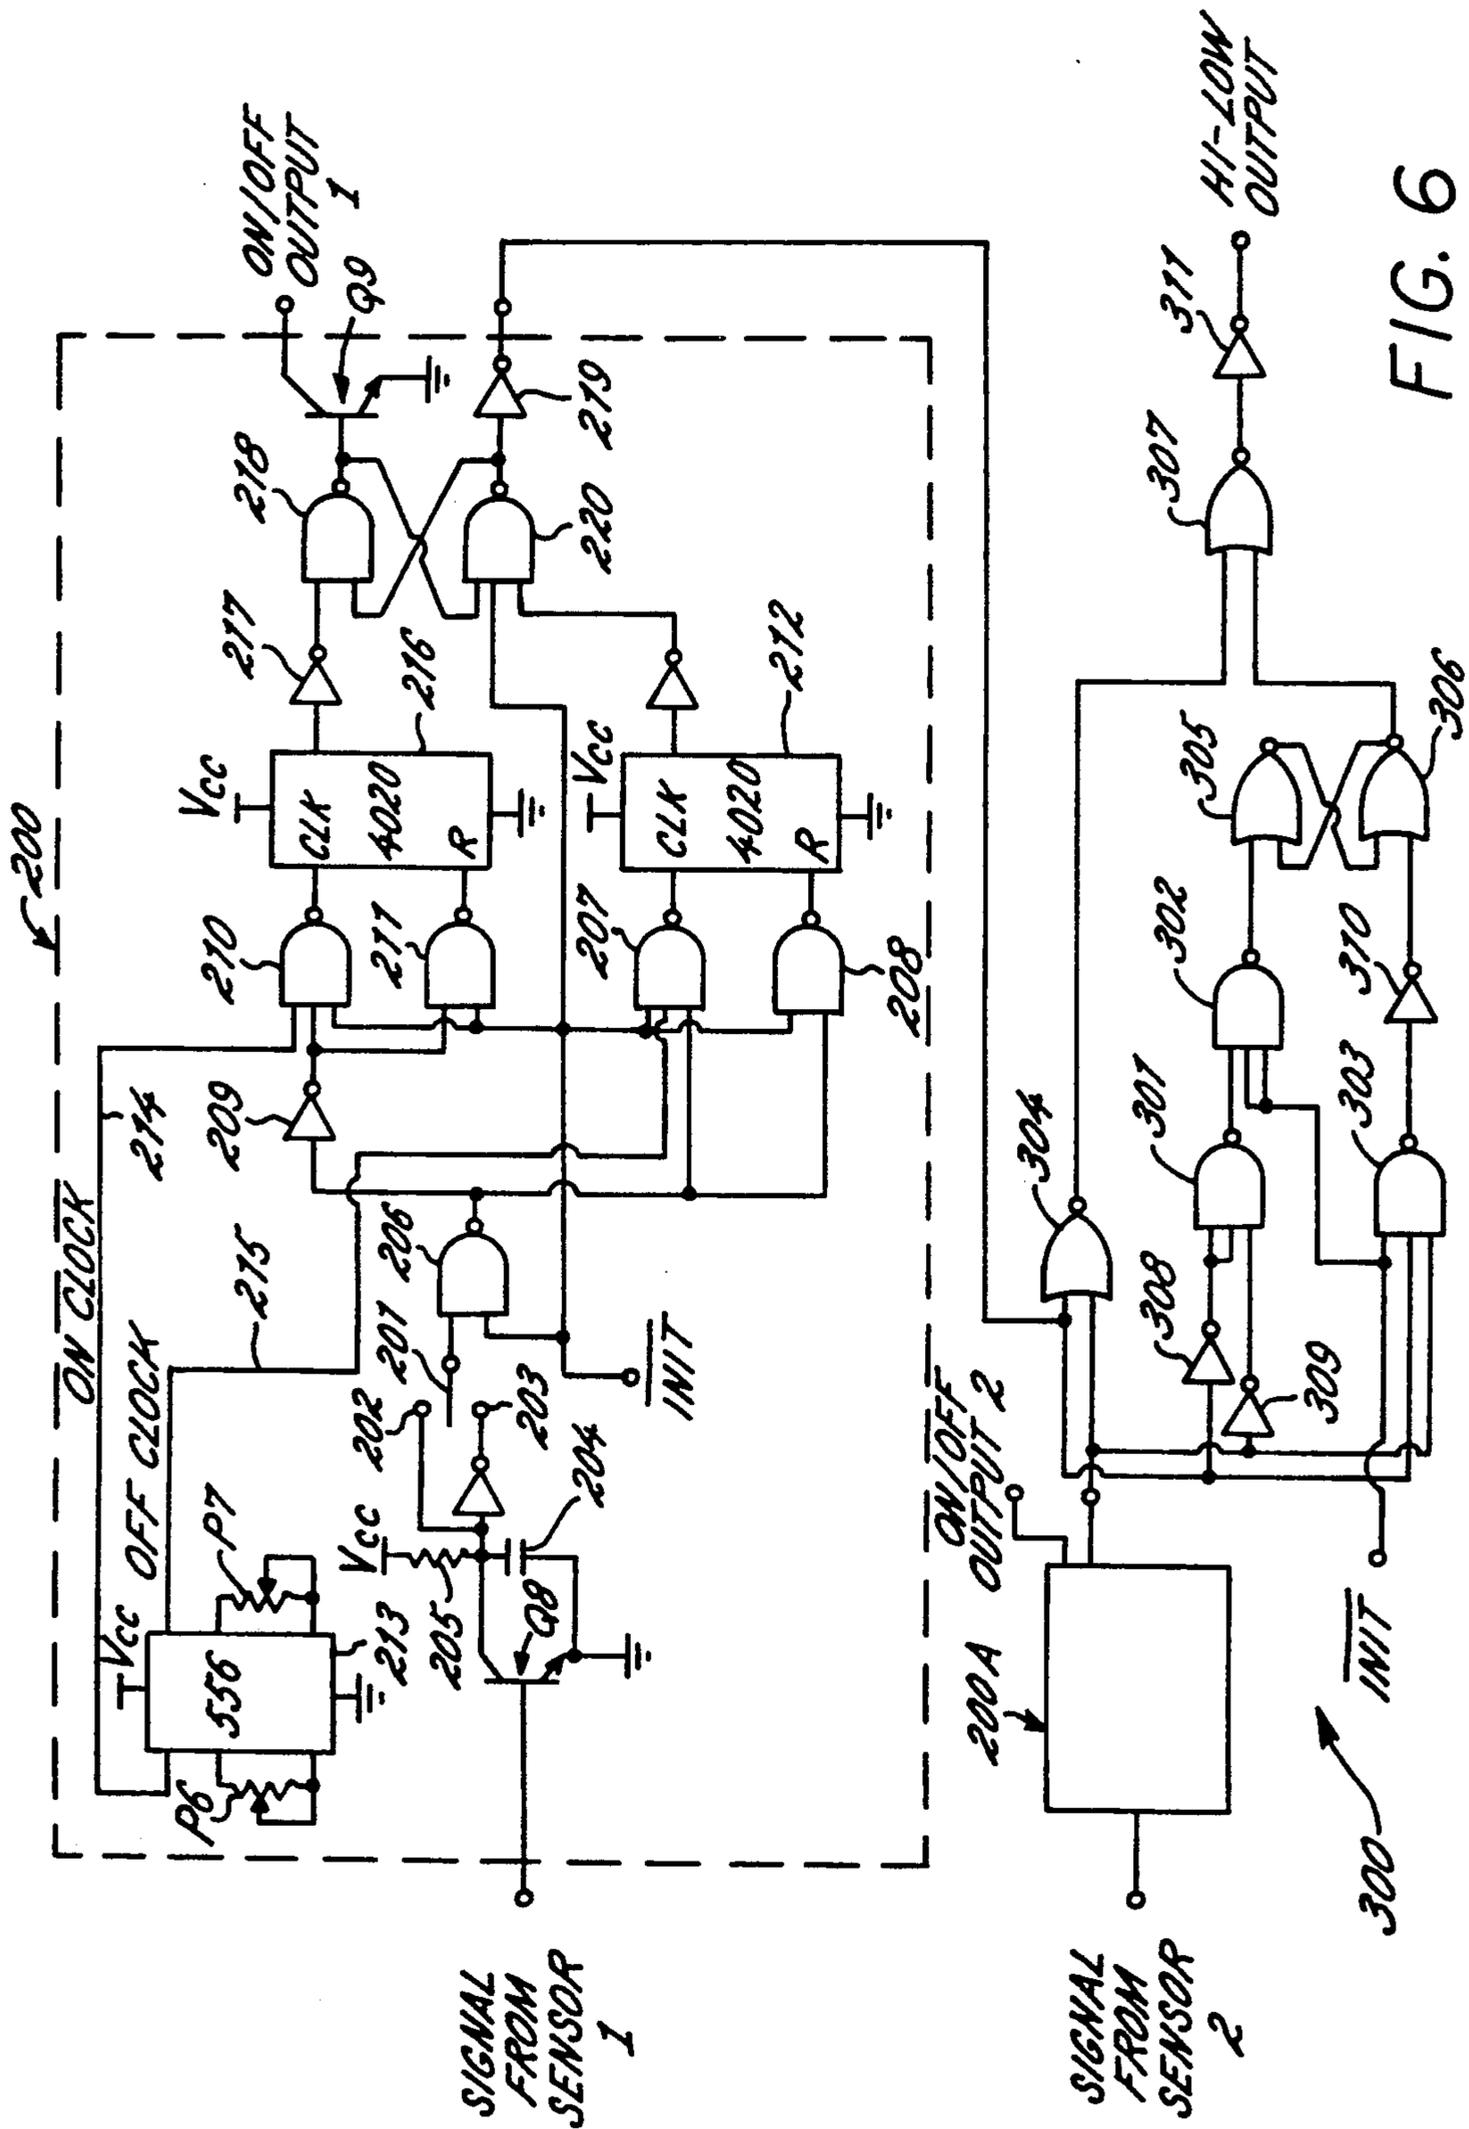 200
ON CLOCK
214
OFF CLOCK
215
Vcc
556
P6
P7
213
Vcc
205
204
Q8
202
201
203
206
209
INIT
SIGNAL
FROM
SENSOR
1
210
211
207
208
Vcc
CLK
4020
R
216
Vcc
CLK
4020
R
212
217
218
220
219
Q9
ON/OFF
OUTPUT
1
ON/OFF
OUTPUT 2
200A
SIGNAL
FROM
SENSOR
2
300
INIT
304
308
309
301
302
303
310
305
306
307
311
HI-LOW
OUTPUT
FIG. 6